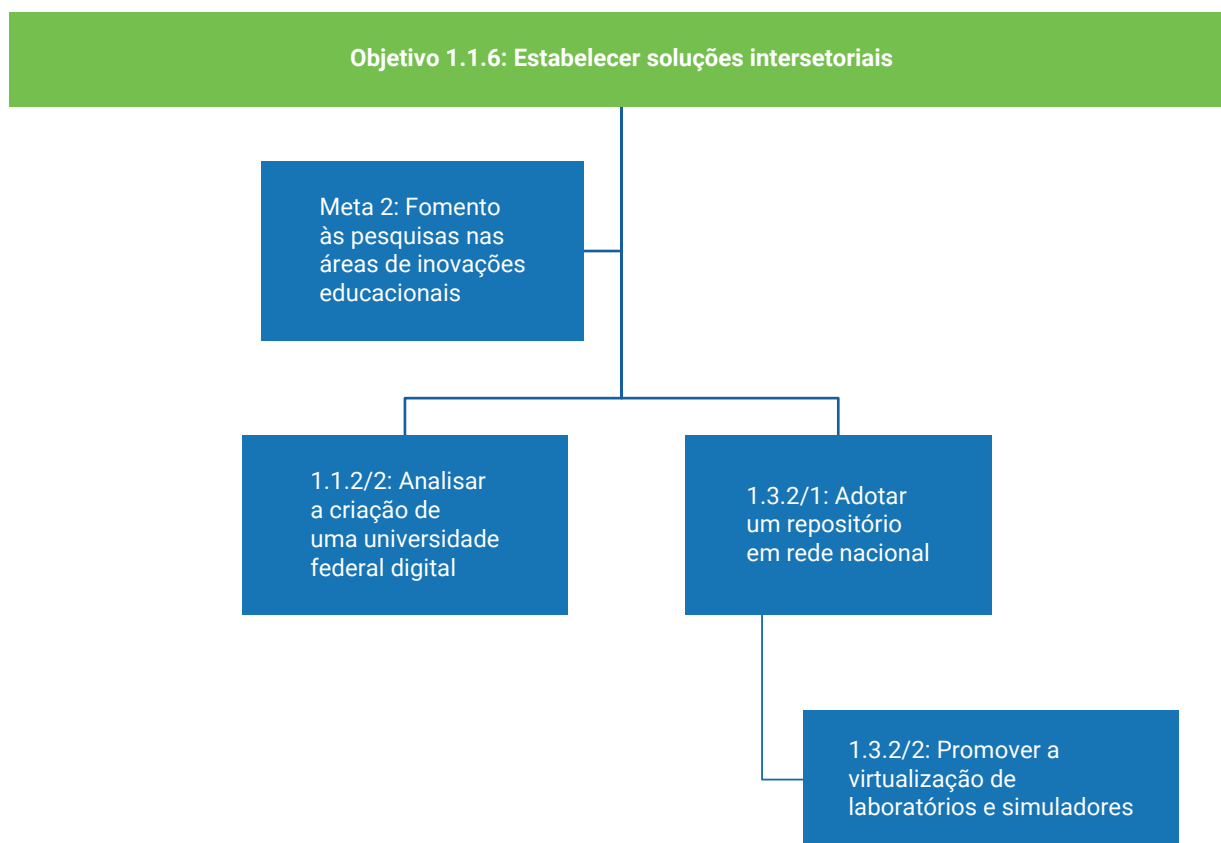 Objetivo 1.1.6: Estabelecer soluções intersetoriais
Meta 2: Fomento
às pesquisas nas
áreas de inovações
educacionais
1.1.2/2: Analisar
a criação de
uma universidade
federal digital
1.3.2/1: Adotar
um repositório
em rede nacional
1.3.2/2: Promover a
virtualização de
laboratórios e simuladores